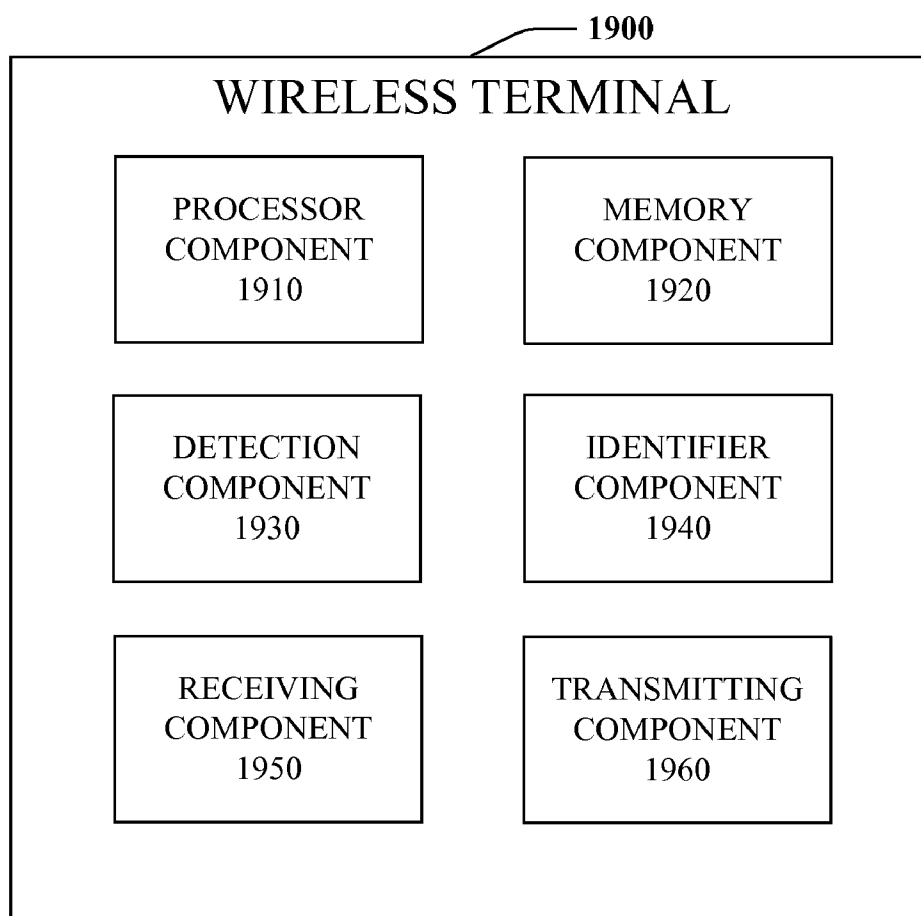 1900
WIRELESS TERMINAL
PROCESSOR
COMPONENT
1910
MEMORY
COMPONENT
1920
DETECTION
COMPONENT
1930
IDENTIFIER
COMPONENT
1940
RECEIVING
COMPONENT
1950
TRANSMITTING
COMPONENT
1960